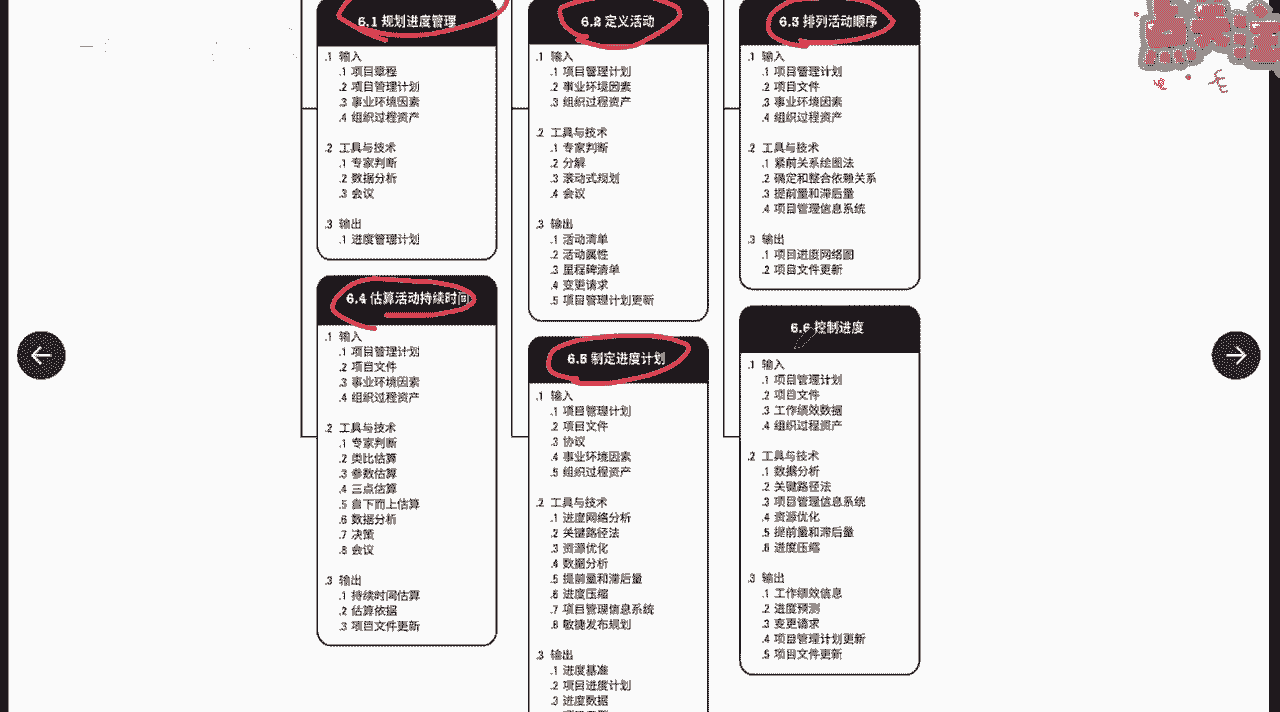 6.1 规划进度管理
.1 输入
.1 项目章程
.2 项目管理计划
.3 事业环境因素
.4 组织过程资产
.2 工具与技术
.1 专家判断
.2 数据分析
.3 会议
.3 输出
.1 进度管理计划
6.2 定义活动
.1 输入
.1 项目管理计划
.2 事业环境因素
.3 组织过程资产
.2 工具与技术
.1 专家判断
.2 分解
.3 滚动式规划
.4 会议
.3 输出
.1 活动清单
.2 活动属性
.3 里程碑清单
.4 变更请求
.5 项目管理计划更新
6.3 排列活动顺序
.1 输入
.1 项目管理计划
.2 项目文件
.3 事业环境因素
.4 组织过程资产
.2 工具与技术
.1 紧前关系绘图法
.2 确定和整合依赖关系
.3 提前量和滞后量
.4 项目管理信息系统
.3 输出
.1 项目进度网络图
.2 项目文件更新
6.4 估算活动持续时间
.1 输入
.1 项目管理计划
.2 项目文件
.3 事业环境因素
.4 组织过程资产
.2 工具与技术
.1 专家判断
.2 类比估算
.3 参数估算
.4 三点估算
.5 自下而上估算
.6 数据分析
.7 决策
.8 会议
.3 输出
.1 持续时间估算
.2 估算依据
.3 项目文件更新
6.5 制定进度计划
.1 输入
.1 项目管理计划
.2 项目文件
.3 协议
.4 事业环境因素
.5 组织过程资产
.2 工具与技术
.1 进度网络分析
.2 关键路径法
.3 资源优化
.4 数据分析
.5 提前量和滞后量
.6 进度压缩
.7 项目管理信息系统
.8 敏捷发布规划
.3 输出
.1 进度基准
.2 项目进度计划
.3 进度数据
6.6 控制进度
.1 输入
.1 项目管理计划
.2 项目文件
.3 工作绩效数据
.4 组织过程资产
.2 工具与技术
.1 数据分析
.2 关键路径法
.3 项目管理信息系统
.4 资源优化
.5 提前量和滞后量
.6 进度压缩
.3 输出
.1 工作绩效信息
.2 进度预测
.3 变更请求
.4 项目管理计划更新
.5 项目文件更新